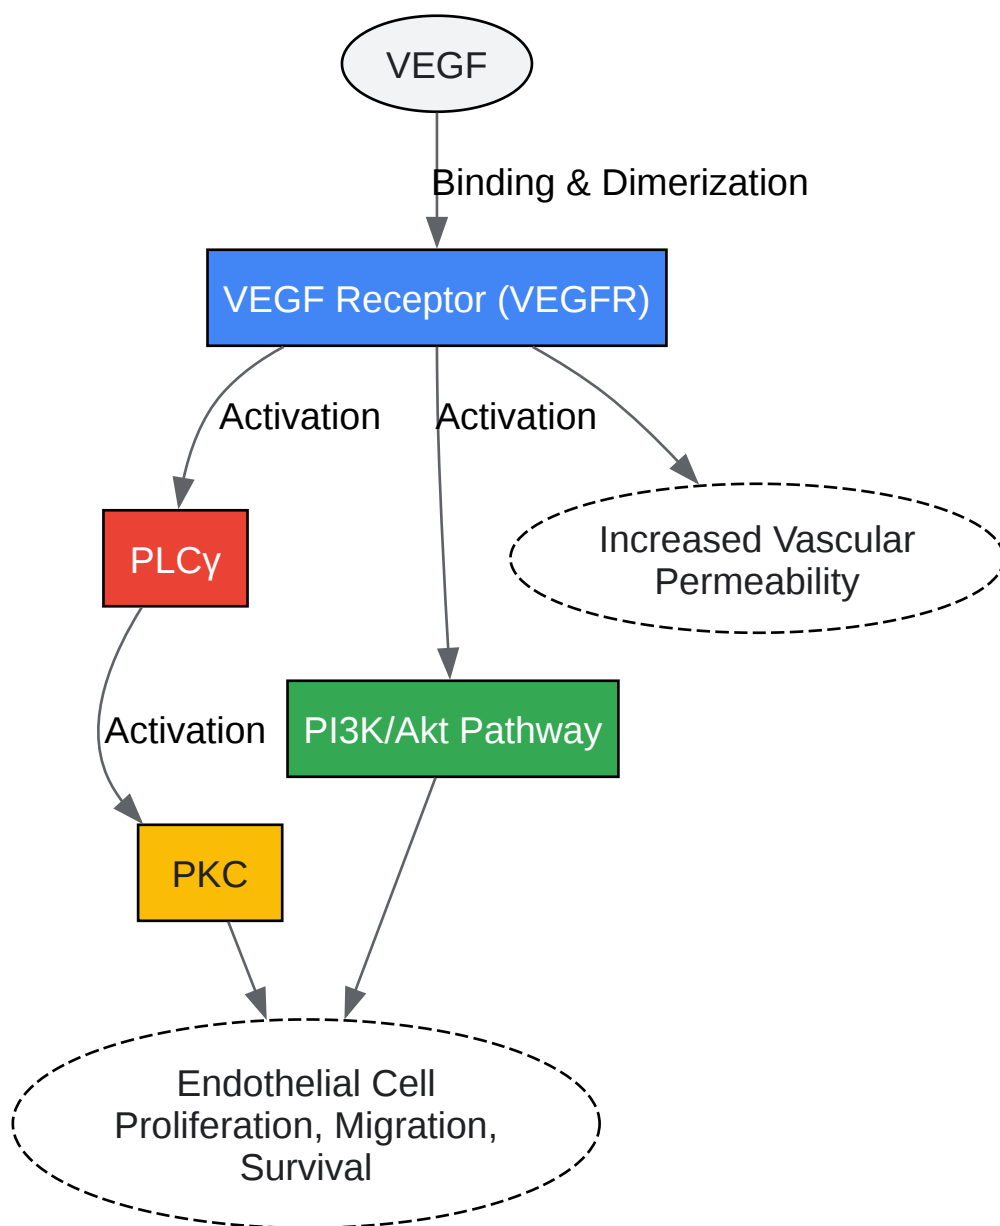 VEGF
Binding & Dimerization
VEGF Receptor (VEGFR)
Activation
Activation
PLCγ
Increased Vascular
Permeability
Activation
PI3K/Akt Pathway
PKC
Endothelial Cell
Proliferation, Migration,
Survival